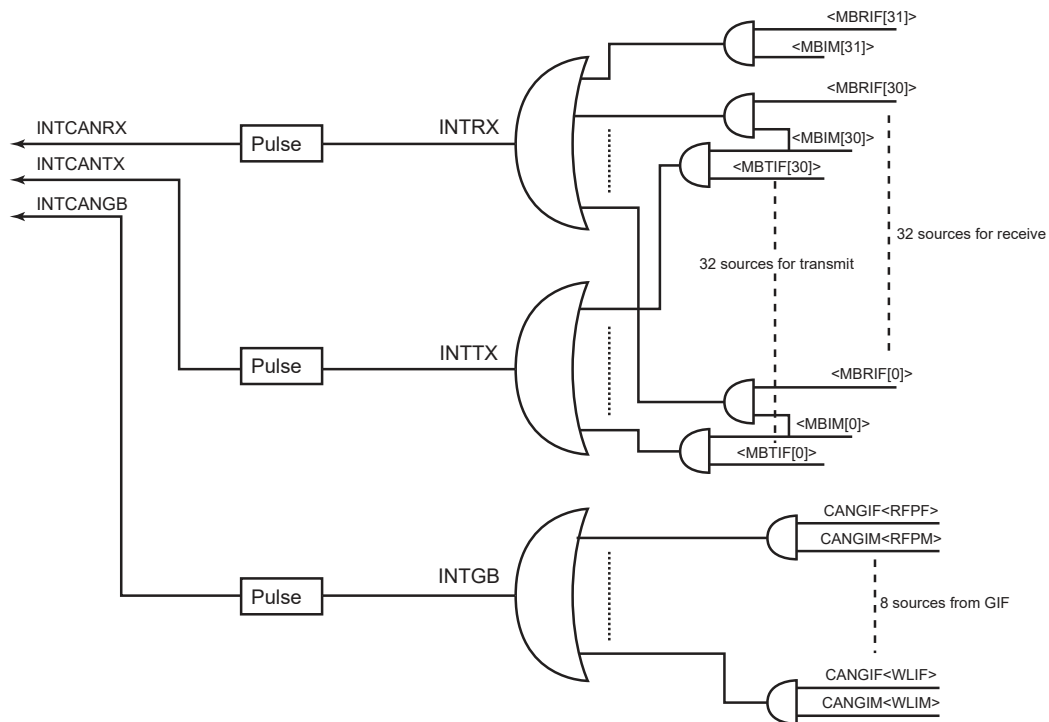 <MBRIF[31]>
<MBIM[31]>
<MBRIF[30]>
INTCANRX
Pulse
INTRX
<MBIM[30]>
INTCANTX
<MBTIF[30]>
INTCANGB
32 sources for receive
32 sources for transmit
Pulse
INTTX
<MBRIF[0]>
<MBIM[0]>
<MBTIF[0]>
CANGIF<RFPF>
CANGIM<RFPM>
Pulse
INTGB
8 sources from GIF
CANGIF<WLIF>
CANGIM<WLIM>